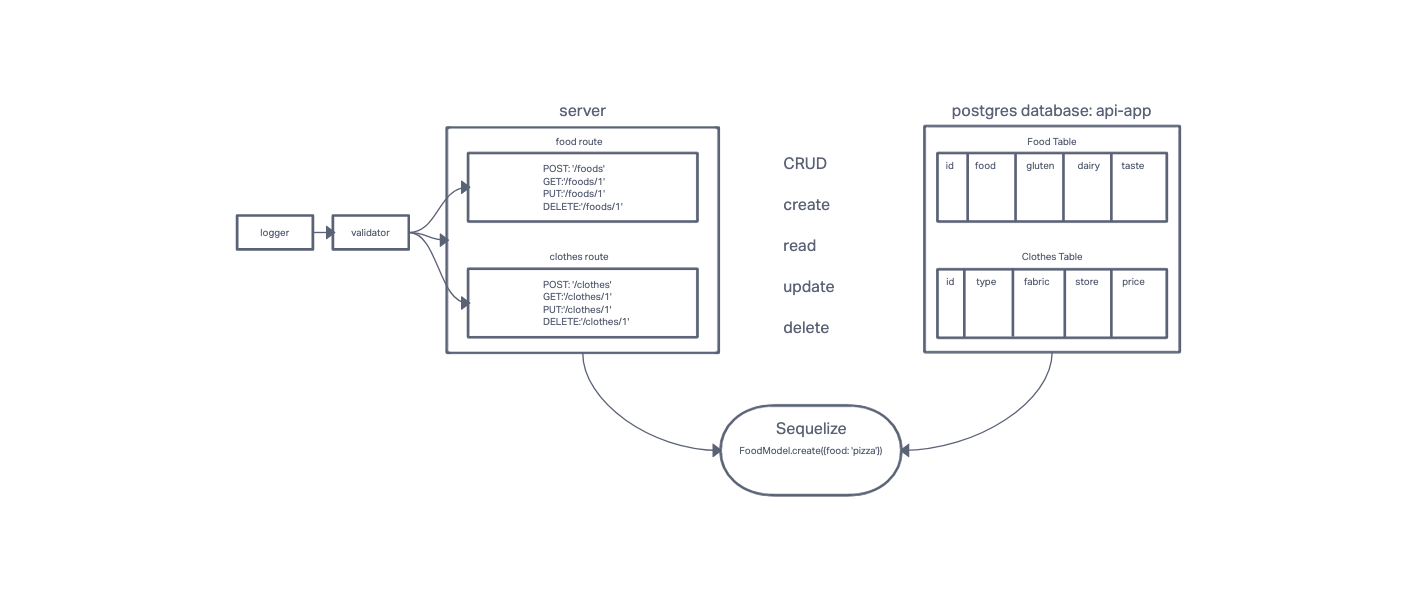 server
food route
POST: '/foods'
GET:'/foods/1'
PUT:'/foods/1'
DELETE:'/foods/1'
logger
validator
clothes route
POST: '/clothes'
GET:'/clothes/1'
PUT:'/clothes/1'
DELETE:'/clothes/1'
CRUD
create
read
update
delete
postgres database: api-app
Food Table
id food gluten dairy taste
Clothes Table
id type fabric store price
Sequelize
FoodModel.create({food: 'pizza'})